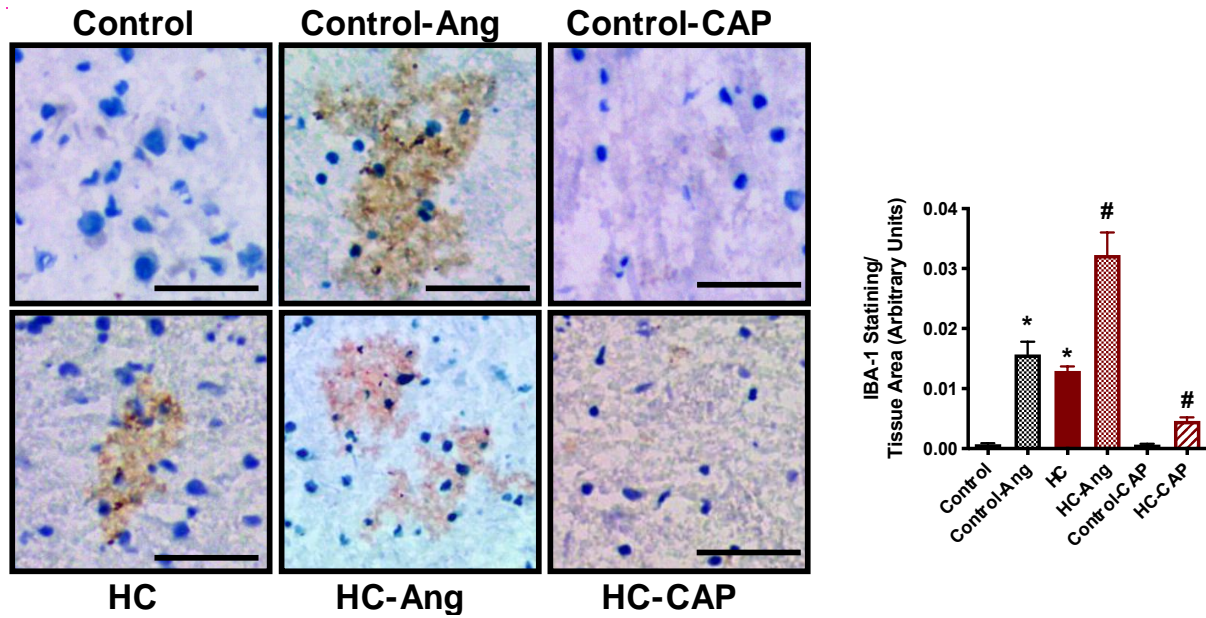 Control Control-Ang Control-CAP
HC HC-Ang HC-CAP
IBA-1 Statining/
Tissue Area (Arbitrary Units)
0.04
0.03
0.02
0.01
0.00
*
*
#
#
Control
Control-Ang
HC
HC-Ang
Control-CAP
HC-CAP